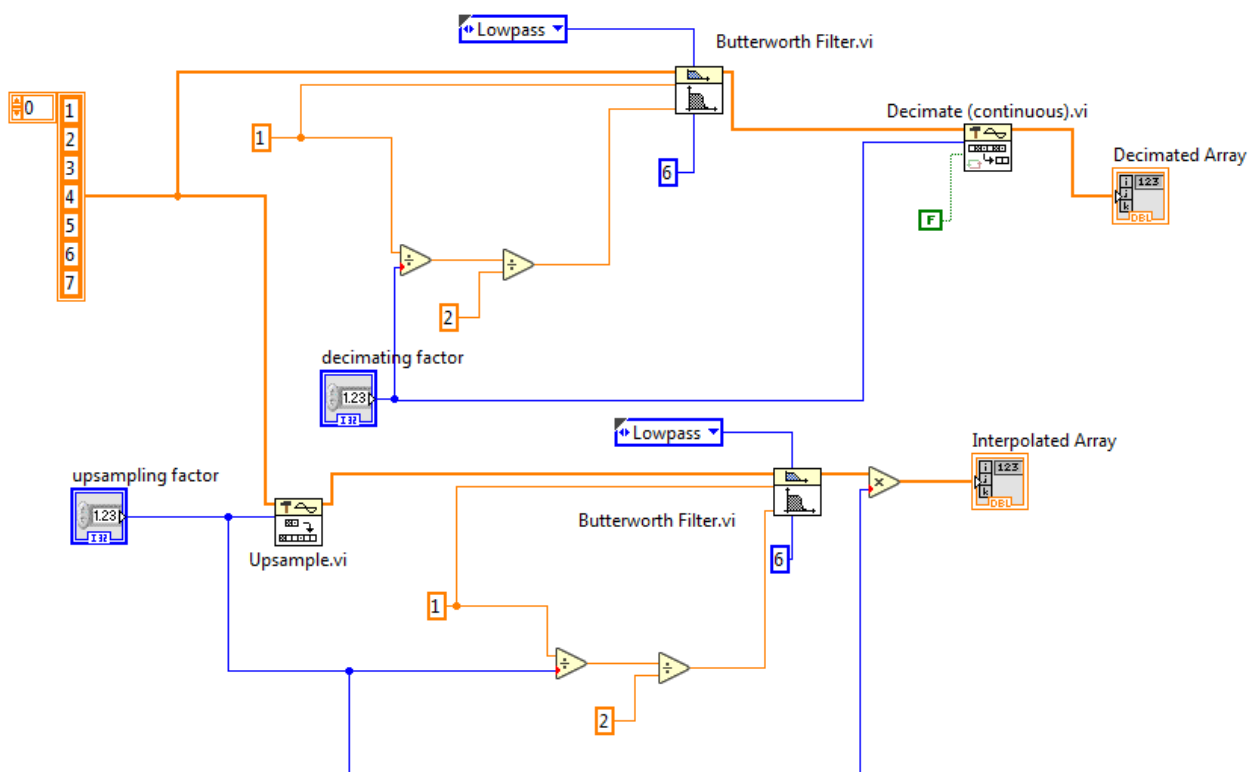 Lowpass
Butterworth Filter.vi
0
1
2
3
4
5
6
7
1
6
Decimate (continuous).vi
Decimated Array
i
j
k
123
DBL
F
2
decimating factor
1.23
I32
Lowpass
Interpolated Array
i
j
k
123
DBL
upsampling factor
1.23
I32
Upsample.vi
Butterworth Filter.vi
6
1
2